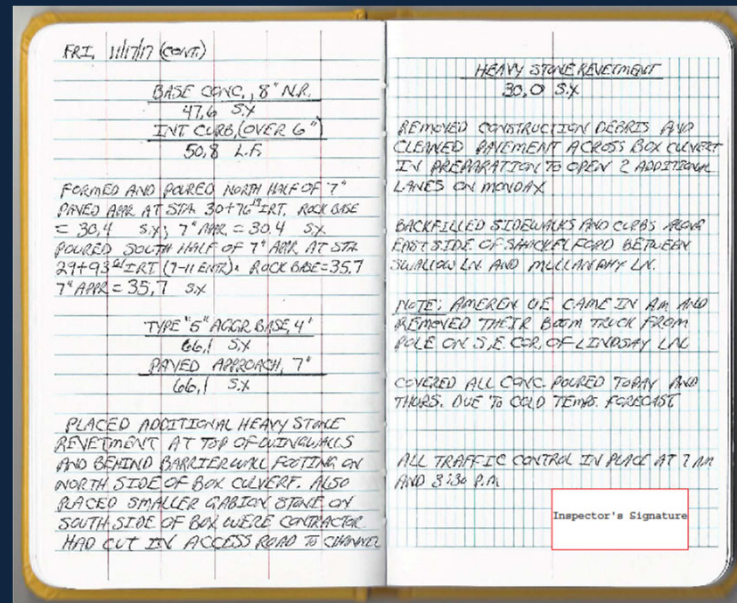 FRI, 11/17/17 (CONT.)
BASE CONC., 8" N.R.
47.6 S.Y.
INT CURB, (OVER 6")
50.8 L.F.
FORMED AND POURED NORTH HALF OF 7"
PAVED APPR. AT STA. 30+76 RT. ROCK BASE
= 30.4 S.Y.; 7" APPR. = 30.4 S.Y.
POURED SOUTH HALF OF 7" APPR. AT STA
29+93 RT (7-11 ENTR). ROCK BASE = 35.7
7" APPR = 35.7 S.Y.
TYPE "5" AGGR. BASE, 4"
66.1 S.Y.
PAVED APPROACH, 7"
66.1 S.Y.
PLACED ADDITIONAL HEAVY STONE
REVETMENT AT TOP OF WINGWALLS
AND BEHIND BARRIER WALL FOOTING ON
NORTH SIDE OF BOX CULVERT. ALSO
PLACED SMALLER GABION STONE ON
SOUTH SIDE OF BOX WERE CONTRACTOR
HAD CUT IN ACCESS ROAD TO CHANNEL
HEAVY STONE REVETMENT
30.0 S.Y.
REMOVED CONSTRUCTION DEBRIS AND
CLEANED PAVEMENT ACROSS BOX CULVERT
IN PREPARATION TO OPEN 2 ADDITIONAL
LANES ON MONDAY.
BACKFILLED SIDEWALKS AND CURBS ALONG
EAST SIDE OF SHACKELFORD BETWEEN
SWALLOW LN. AND MULLANPHY LN.
NOTE: AMEREN UE CAME IN AM AND
REMOVED THEIR BOOM TRUCK FROM
POLE ON S.E COR. OF LINDSAY LN.
COVERED ALL CONC. POURED TODAY AND
THURS. DUE TO COLD TEMPS. FORECAST
ALL TRAFFIC CONTROL IN PLACE AT 7 AM
AND 3:30 P.M.
Inspector's Signature